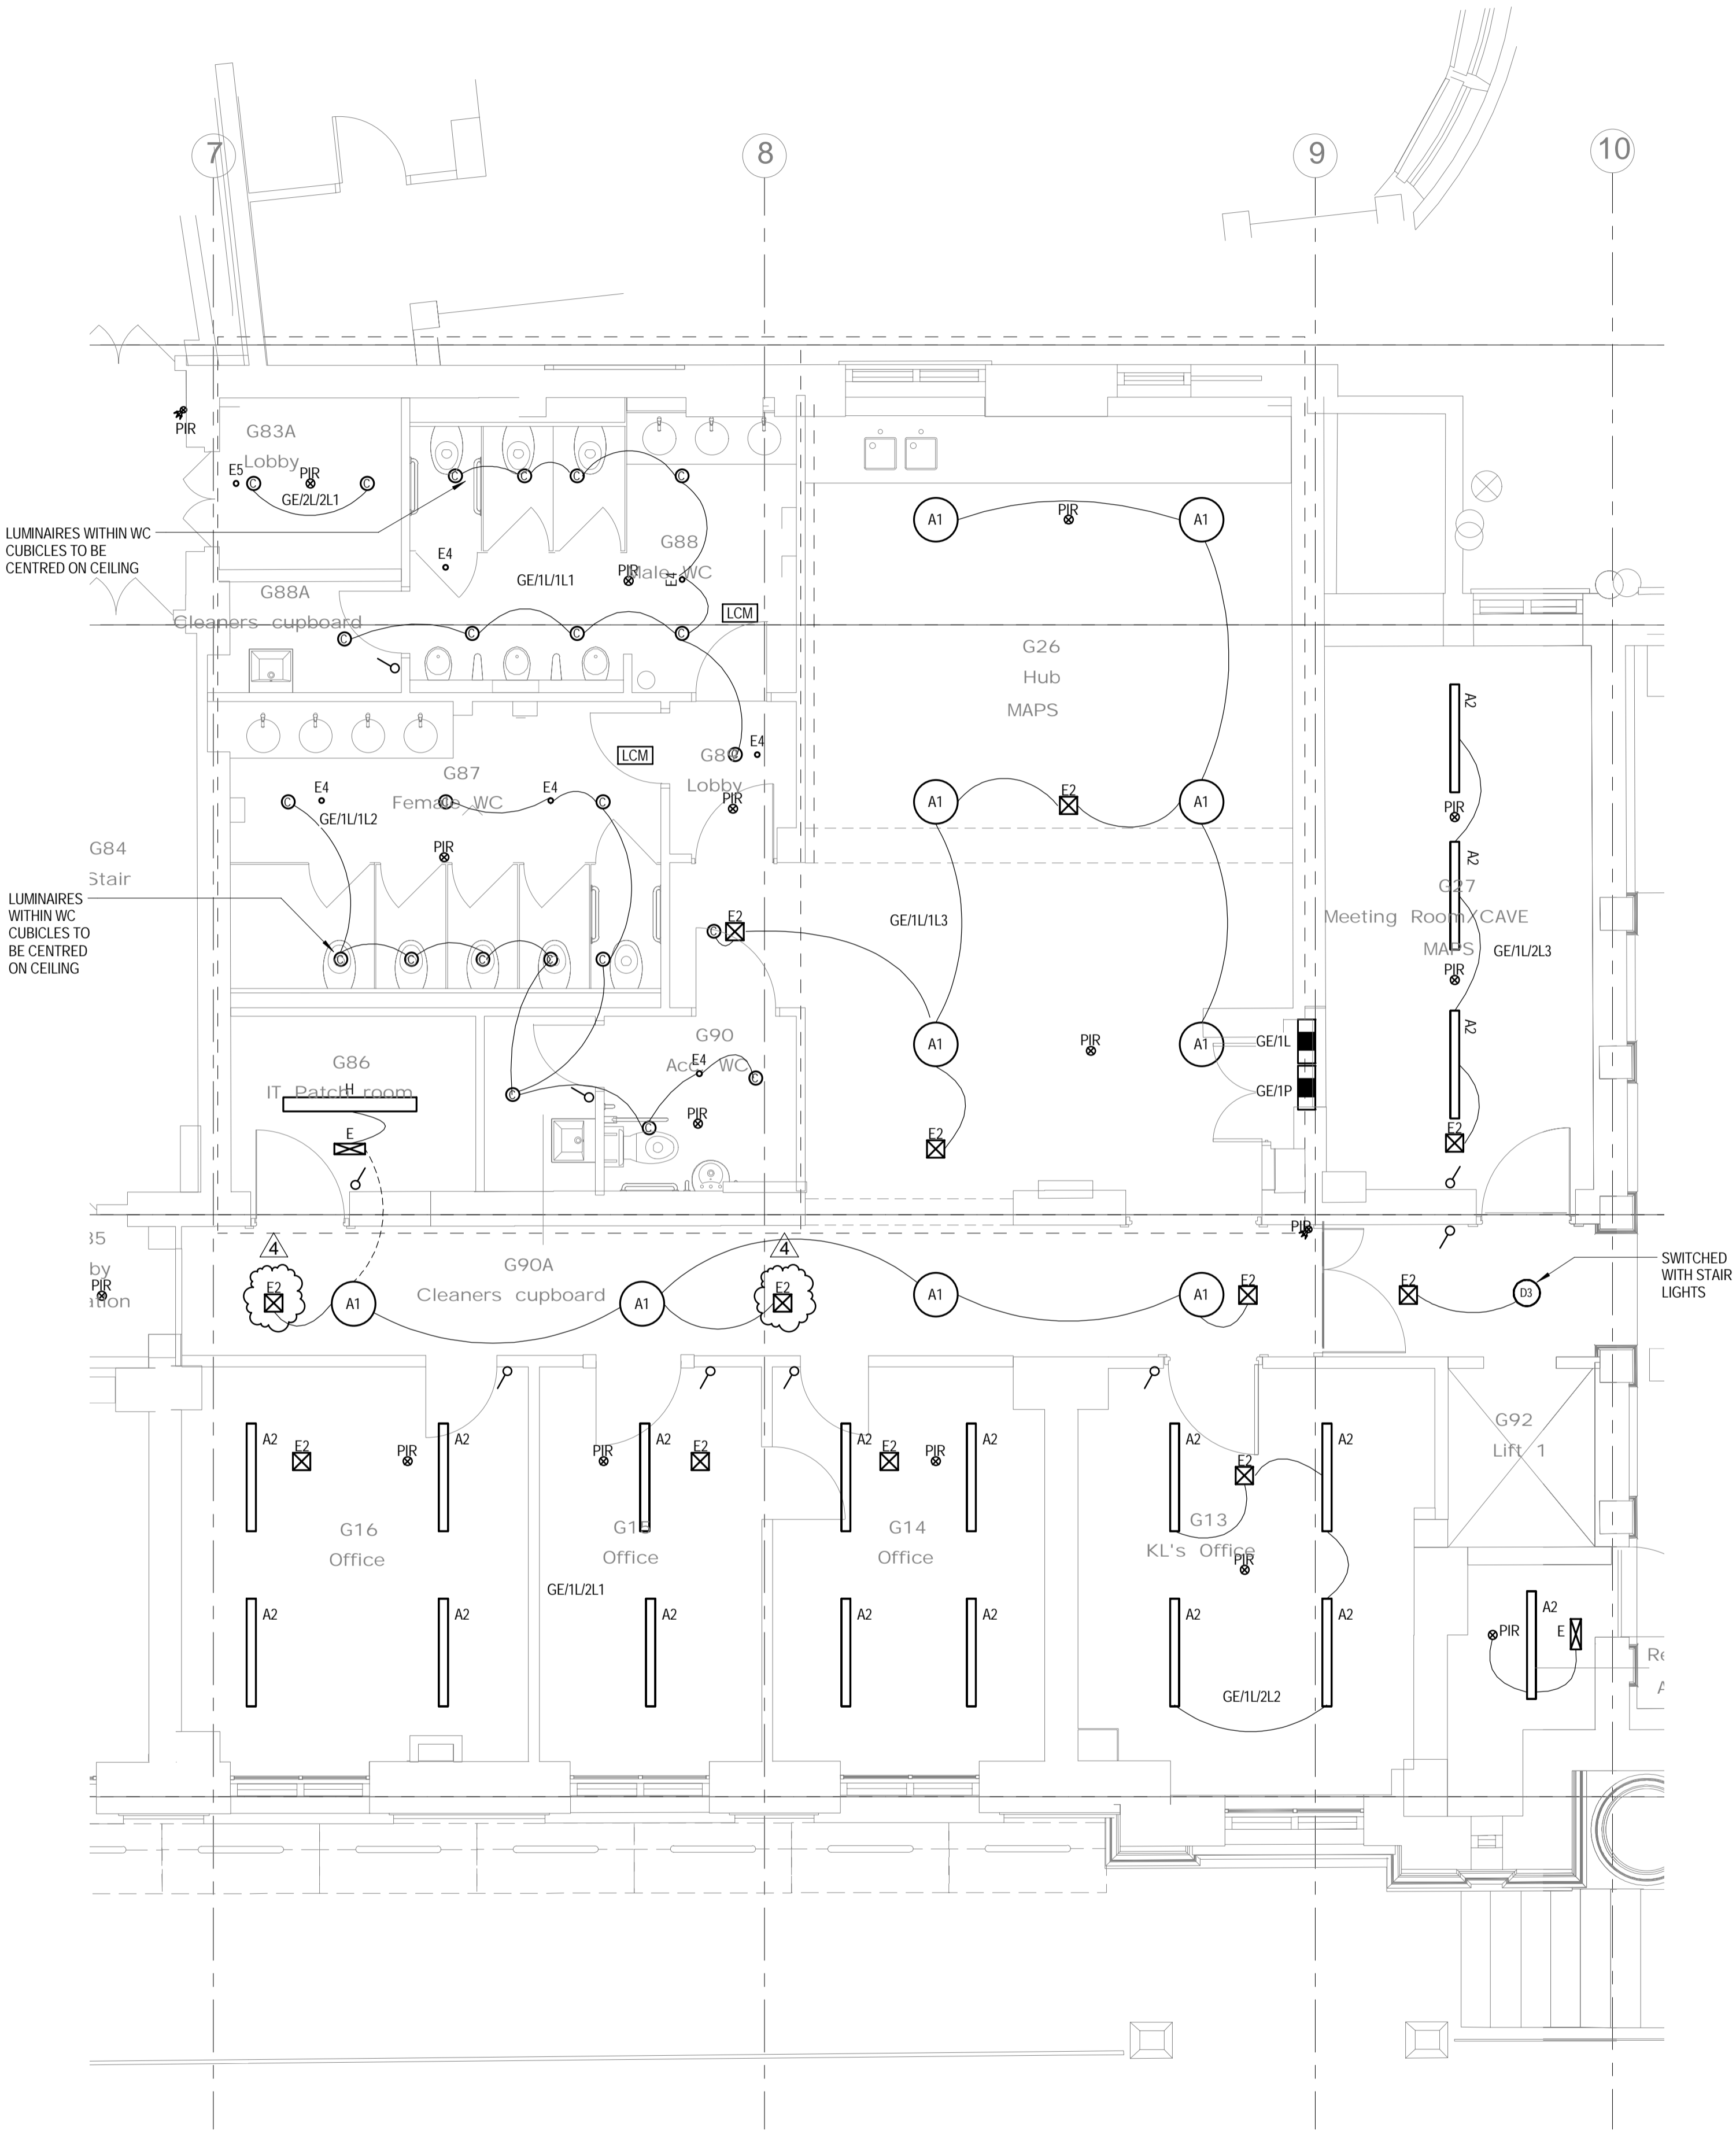 7
8
9
10
PIR
G83A
Lobby
E5
PIR
C
C
GE/2L/2L1
C
C
C
C
LUMINAIRES WITHIN WC
CUBICLES TO BE
CENTRED ON CEILING
E4
GE/1L/1L1
PIR
G88
Male WC
E4
LCM
G88A
Cleaners cupboard
C
C
C
C
A1
PIR
A1
G26
Hub
MAPS
LCM
C
E4
Lobby
PIR
G87
Female WC
E4
E4
C
C
C
GE/1L/1L2
PIR
A1
E2
A1
A2
PIR
A2
G27
Meeting Room/CAVE
MAPS
GE/1L/2L3
PIR
A2
E2
G84
Stair
LUMINAIRES
WITHIN WC
CUBICLES TO
BE CENTRED
ON CEILING
C
C
C
C
C
C
E2
GE/1L/1L3
A1
PIR
A1
GE/1L
GE/1P
E2
G86
IT Patch room
H
E
G90
Acc. WC
E4
C
C
C
PIR
PIR
35
by
PIR
ation
4
E2
A1
G90A
Cleaners cupboard
A1
4
E2
A1
A1
E2
E2
D3
SWITCHED
WITH STAIR
LIGHTS
A2
E2
PIR
A2
G16
Office
A2
A2
PIR
A2
E2
G15
Office
GE/1L/2L1
A2
A2
E2
PIR
A2
G14
Office
A2
A2
A2
E2
A2
G13
KL's Office
PIR
A2
A2
GE/1L/2L2
G92
Lift 1
PIR
A2
E
Re
A